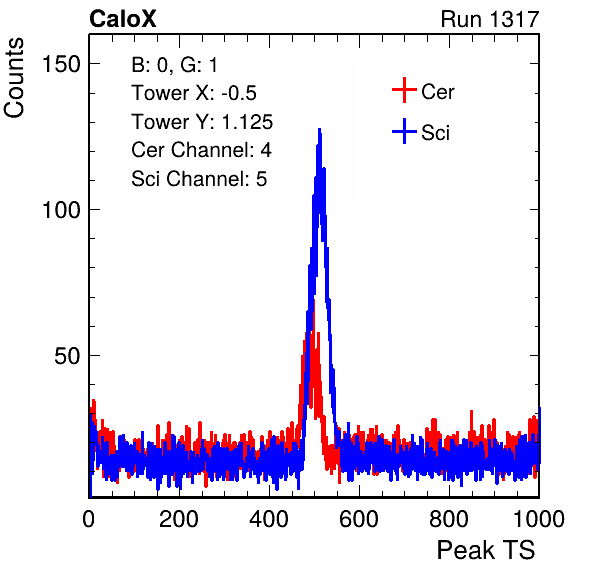 CaloX Run 1317
Counts
B: 0, G: 1
Tower X: -0.5
Tower Y: 1.125
Cer Channel: 4
Sci Channel: 5
Cer
Sci
150
100
50
0 200 400 600 800 1000
Peak TS